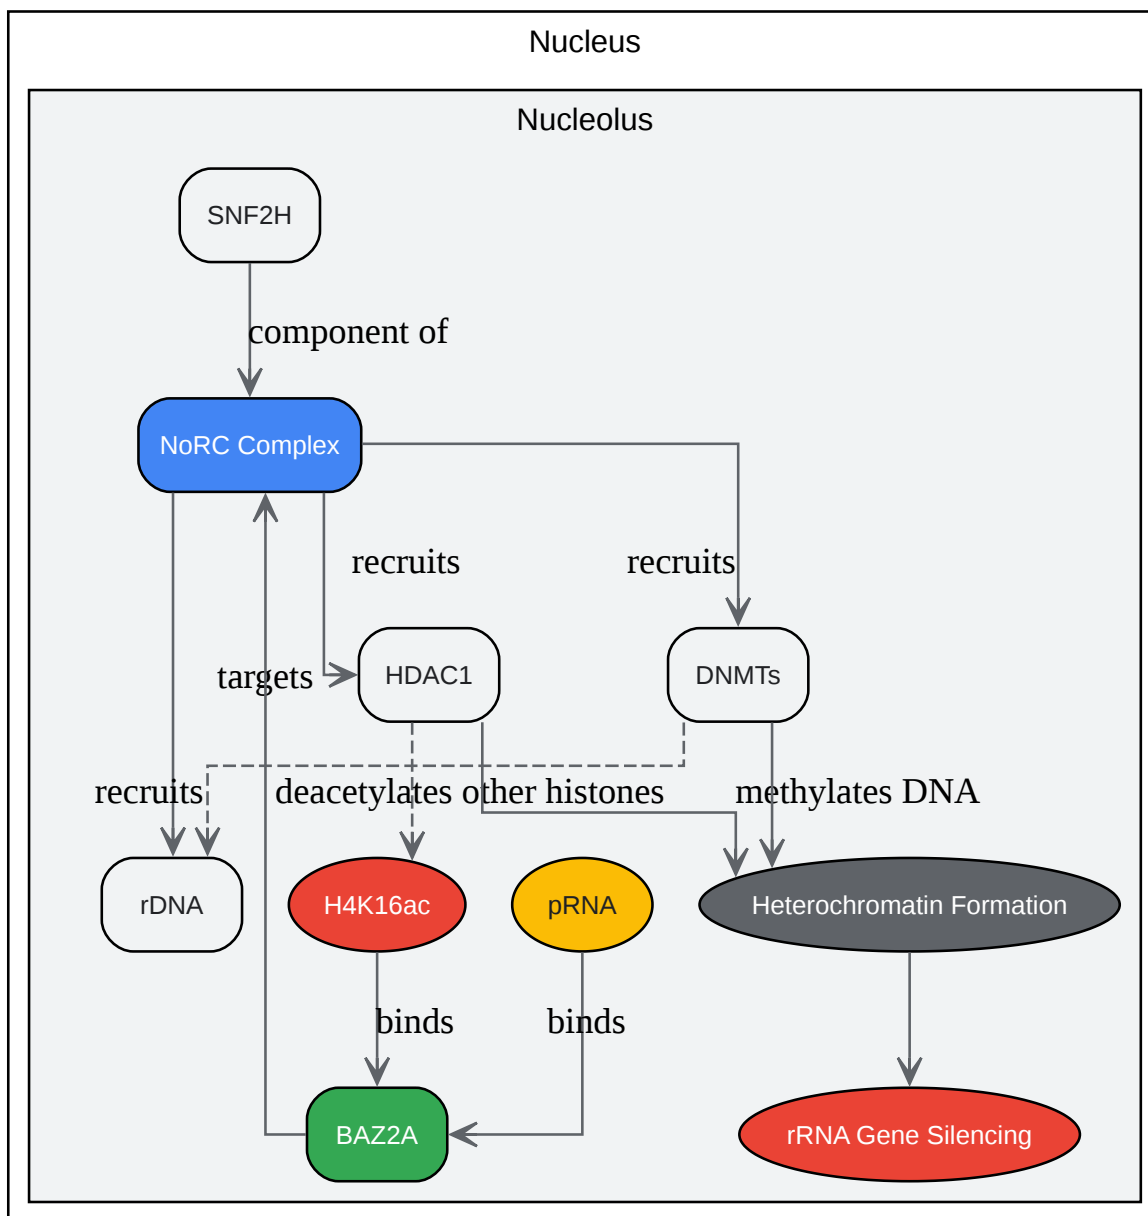 Nucleus
Nucleolus
SNF2H
component of
NoRC Complex
recruits
recruits
targets
HDAC1
DNMTs
recruits
deacetylates other histones
methylates DNA
rDNA
H4K16ac
pRNA
Heterochromatin Formation
binds
binds
BAZ2A
rRNA Gene Silencing